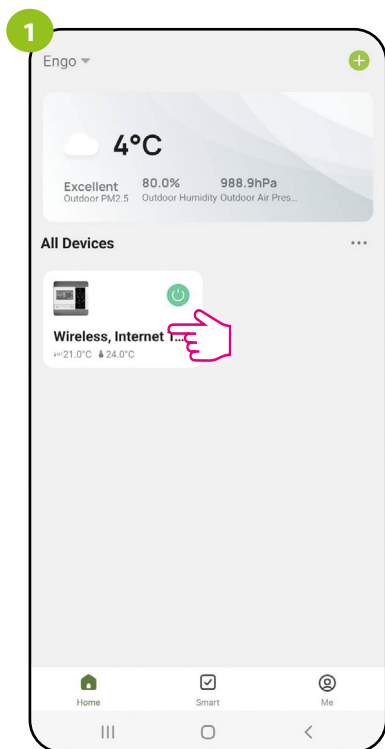 1
Engo
4°C
Excellent 80.0% 988.9hPa
Outdoor PM2.5 Outdoor Humidity Outdoor Air Pres...
All Devices
Wireless, Internet T...
21.0°C 24.0°C
Home Smart Me